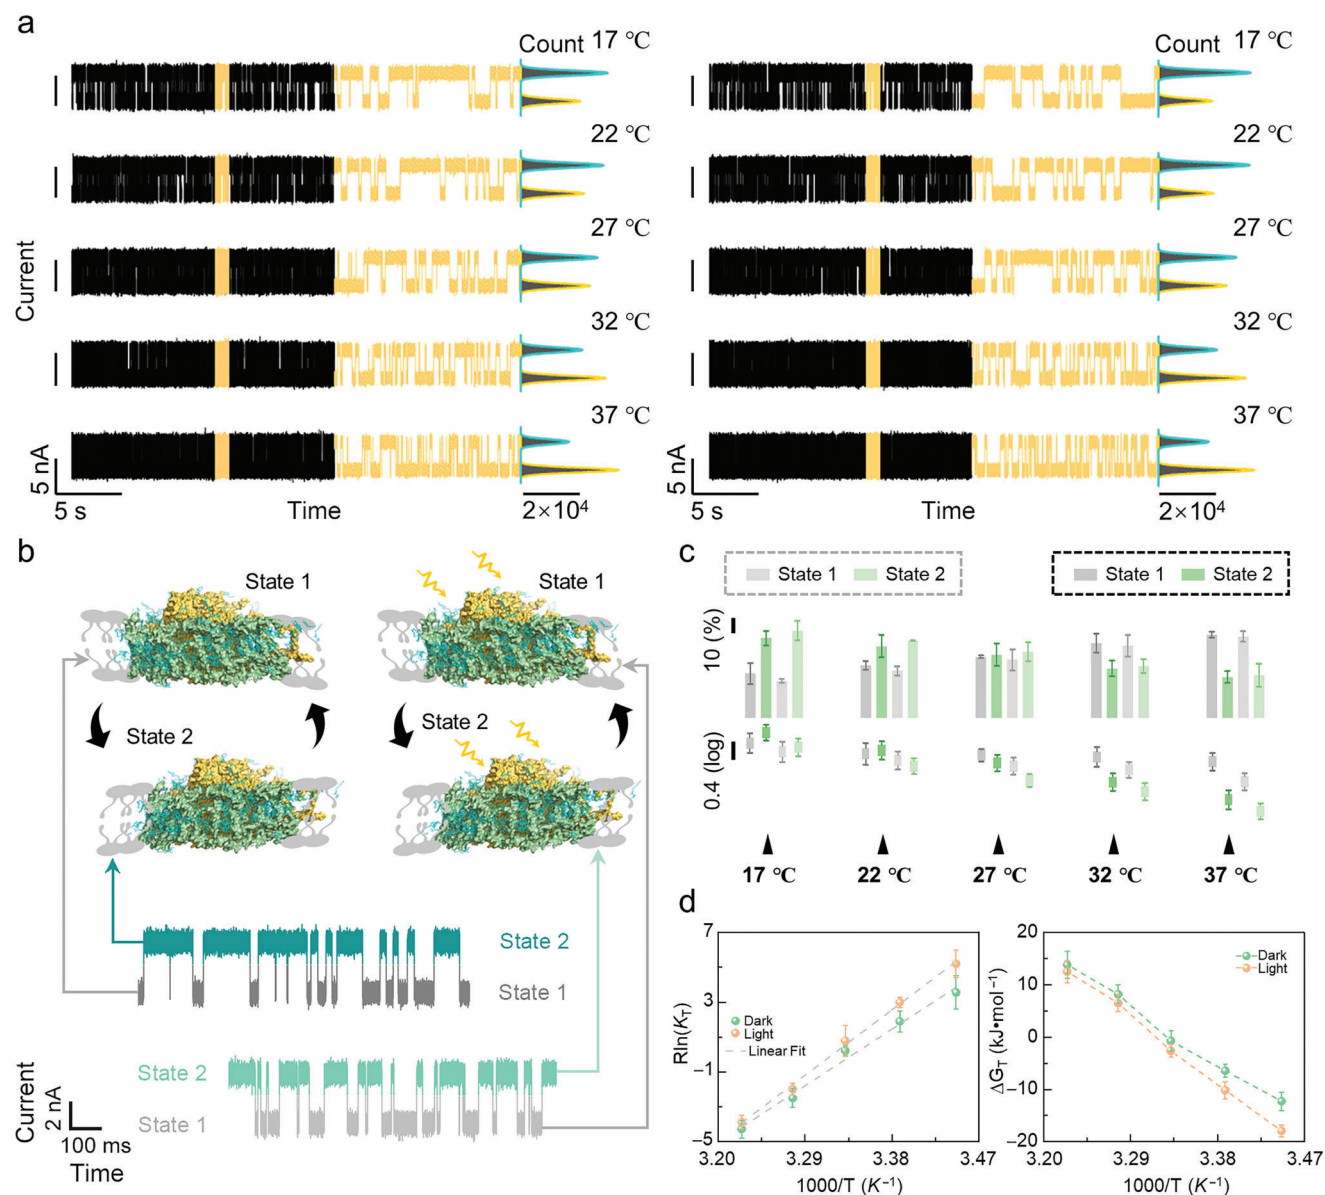 a
Count 17 °C
22 °C
27 °C
32 °C
37 °C
Current
5 nA
5 s
Time
2×10⁴
Count 17 °C
22 °C
27 °C
32 °C
37 °C
5 nA
5 s
Time
2×10⁴
b
State 1
State 1
State 2
State 2
State 2
State 1
State 2
State 1
Current
2 nA
100 ms
Time
c
State 1 State 2
State 1 State 2
10 (%)
0.4 (log)
17 °C 22 °C 27 °C 32 °C 37 °C
d
Rln(K_T)
7
3
−1
−5
Dark
Light
Linear Fit
3.20 3.29 3.38 3.47
1000/T (K⁻¹)
ΔG_T (kJ•mol⁻¹)
20
10
0
−10
−20
Dark
Light
3.20 3.29 3.38 3.47
1000/T (K⁻¹)